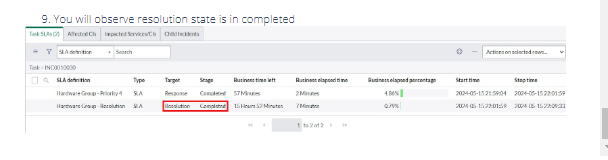 9. You will observe resolution state is in completed
Task SLAs (2) Affected CIs Impacted Services/CIs Child Incidents
SLA definition Search Actions on selected rows...
Task = INC0010030
SLA definition Type Target Stage Business time left Business elapsed time Business elapsed percentage Start time Stop time
Hardware Group - Priority 4 SLA Response Completed 57 Minutes 2 Minutes 4.86% 2024-05-15 21:59:04 2024-05-15 22:01:59
Hardware Group - Resolution SLA Resolution Completed 15 Hours 52 Minutes 7 Minutes 0.79% 2024-05-15 22:01:59 2024-05-15 22:09:33
1 to 2 of 2